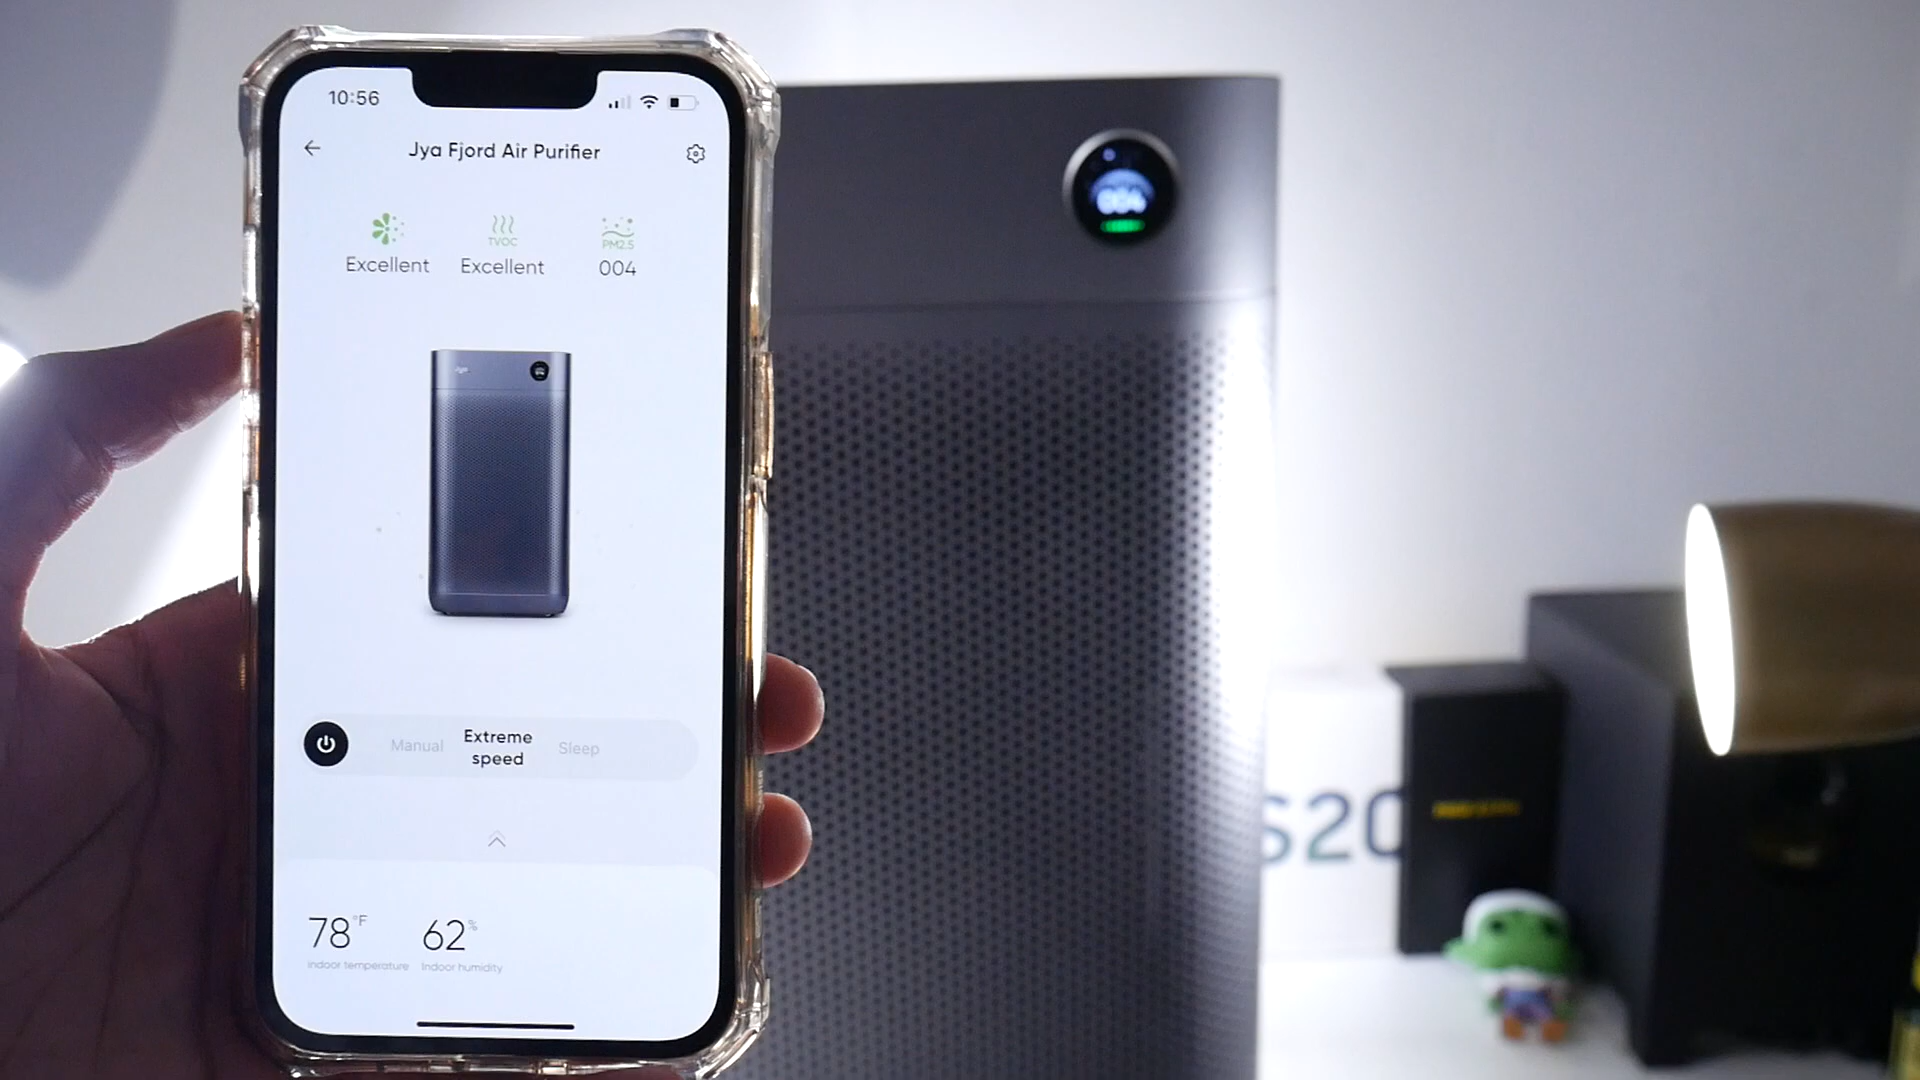 10:56
Jya Fjord Air Purifier
TVOC
PM2.5
Excellent
Excellent
004
Jya
Manual
Extreme
speed
Sleep
78°F
62%
Indoor temperature
Indoor humidity
004
S20